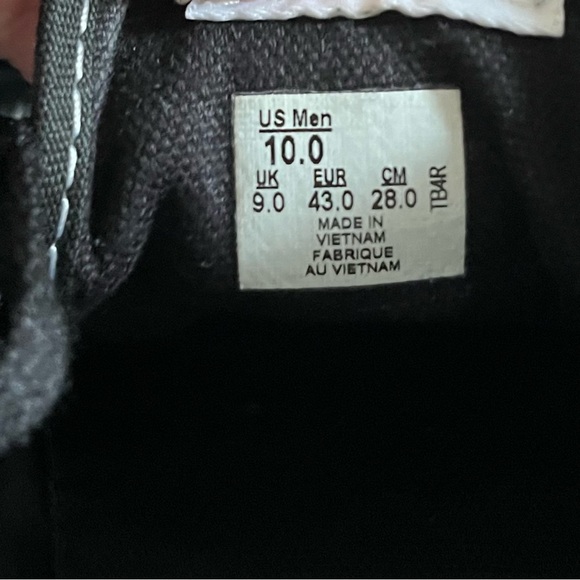 US Men
10.0
UK EUR CM
9.0 43.0 28.0
TB4R
MADE IN
VIETNAM
FABRIQUE
AU VIETNAM